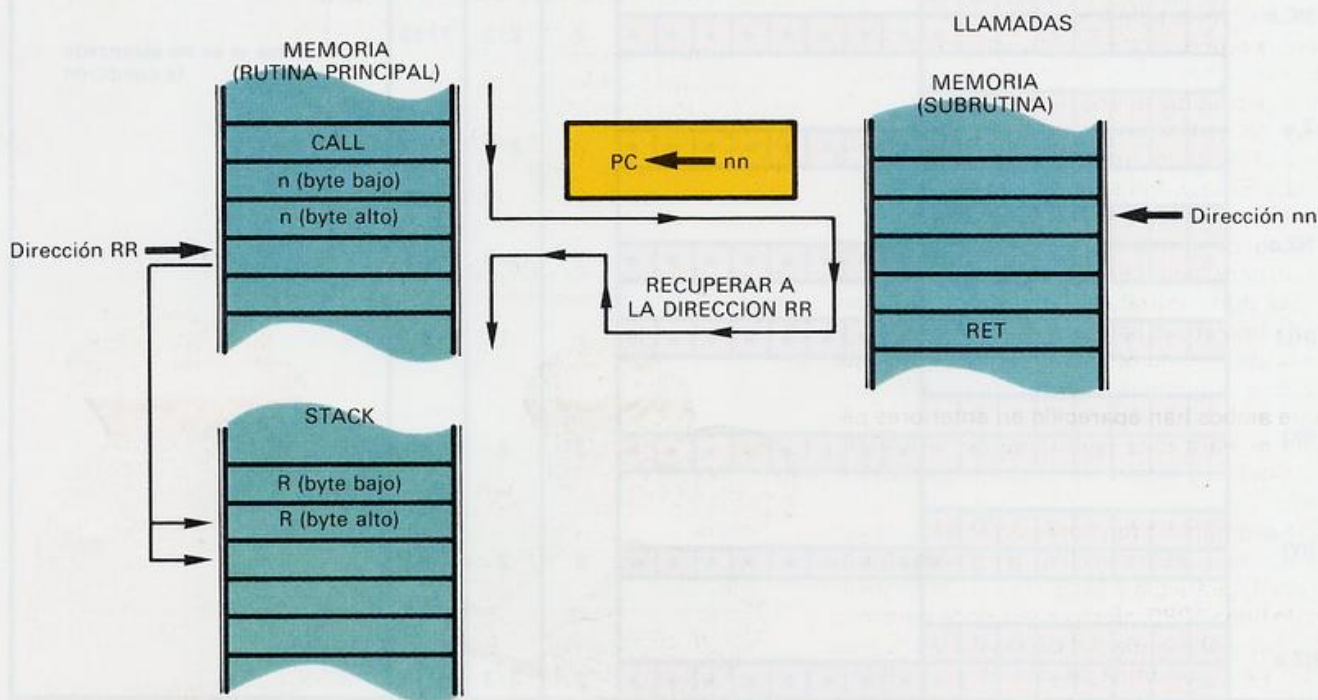 LLAMADAS
MEMORIA
(RUTINA PRINCIPAL)
CALL
n (byte bajo)
n (byte alto)
Dirección RR
PC nn
MEMORIA
(SUBRUTINA)
Dirección nn
RECUPERAR A
LA DIRECCION RR
RET
STACK
R (byte bajo)
R (byte alto)